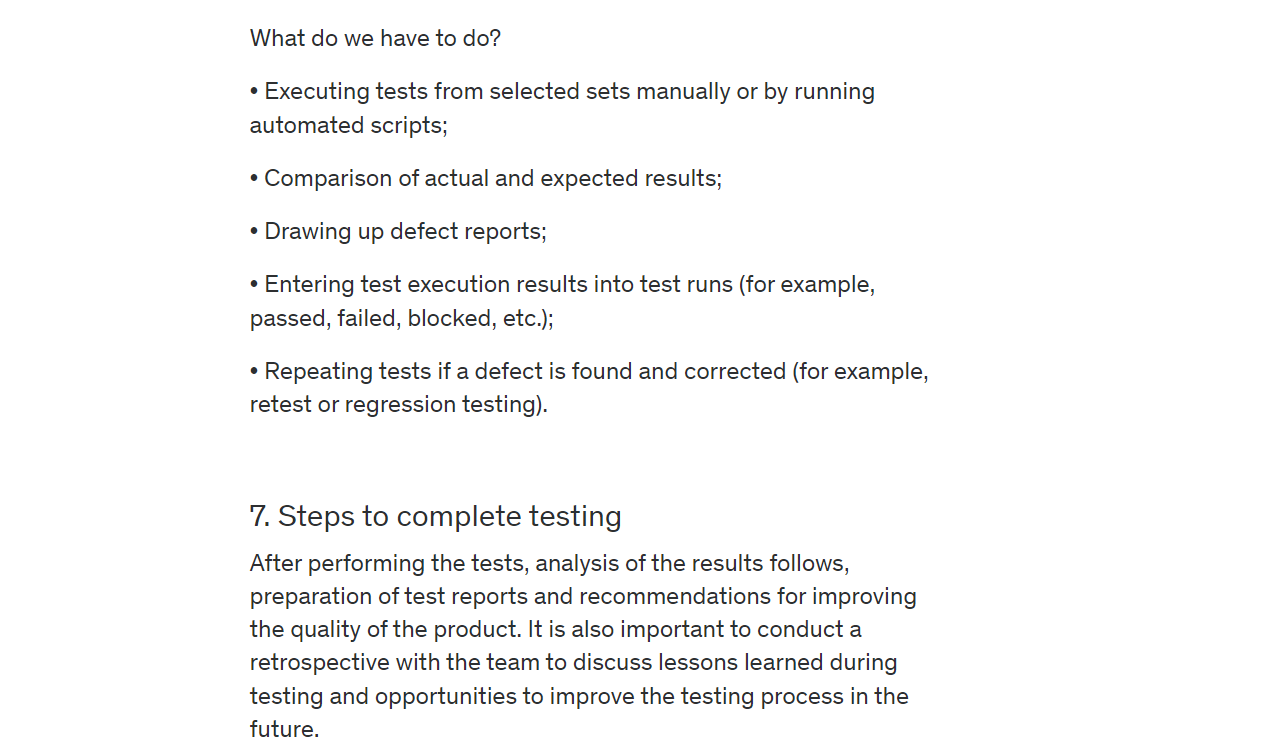 What do we have to do?
• Executing tests from selected sets manually or by running
automated scripts;
• Comparison of actual and expected results;
• Drawing up defect reports;
• Entering test execution results into test runs (for example,
passed, failed, blocked, etc.);
• Repeating tests if a defect is found and corrected (for example,
retest or regression testing).
7. Steps to complete testing
After performing the tests, analysis of the results follows,
preparation of test reports and recommendations for improving
the quality of the product. It is also important to conduct a
retrospective with the team to discuss lessons learned during
testing and opportunities to improve the testing process in the
future.